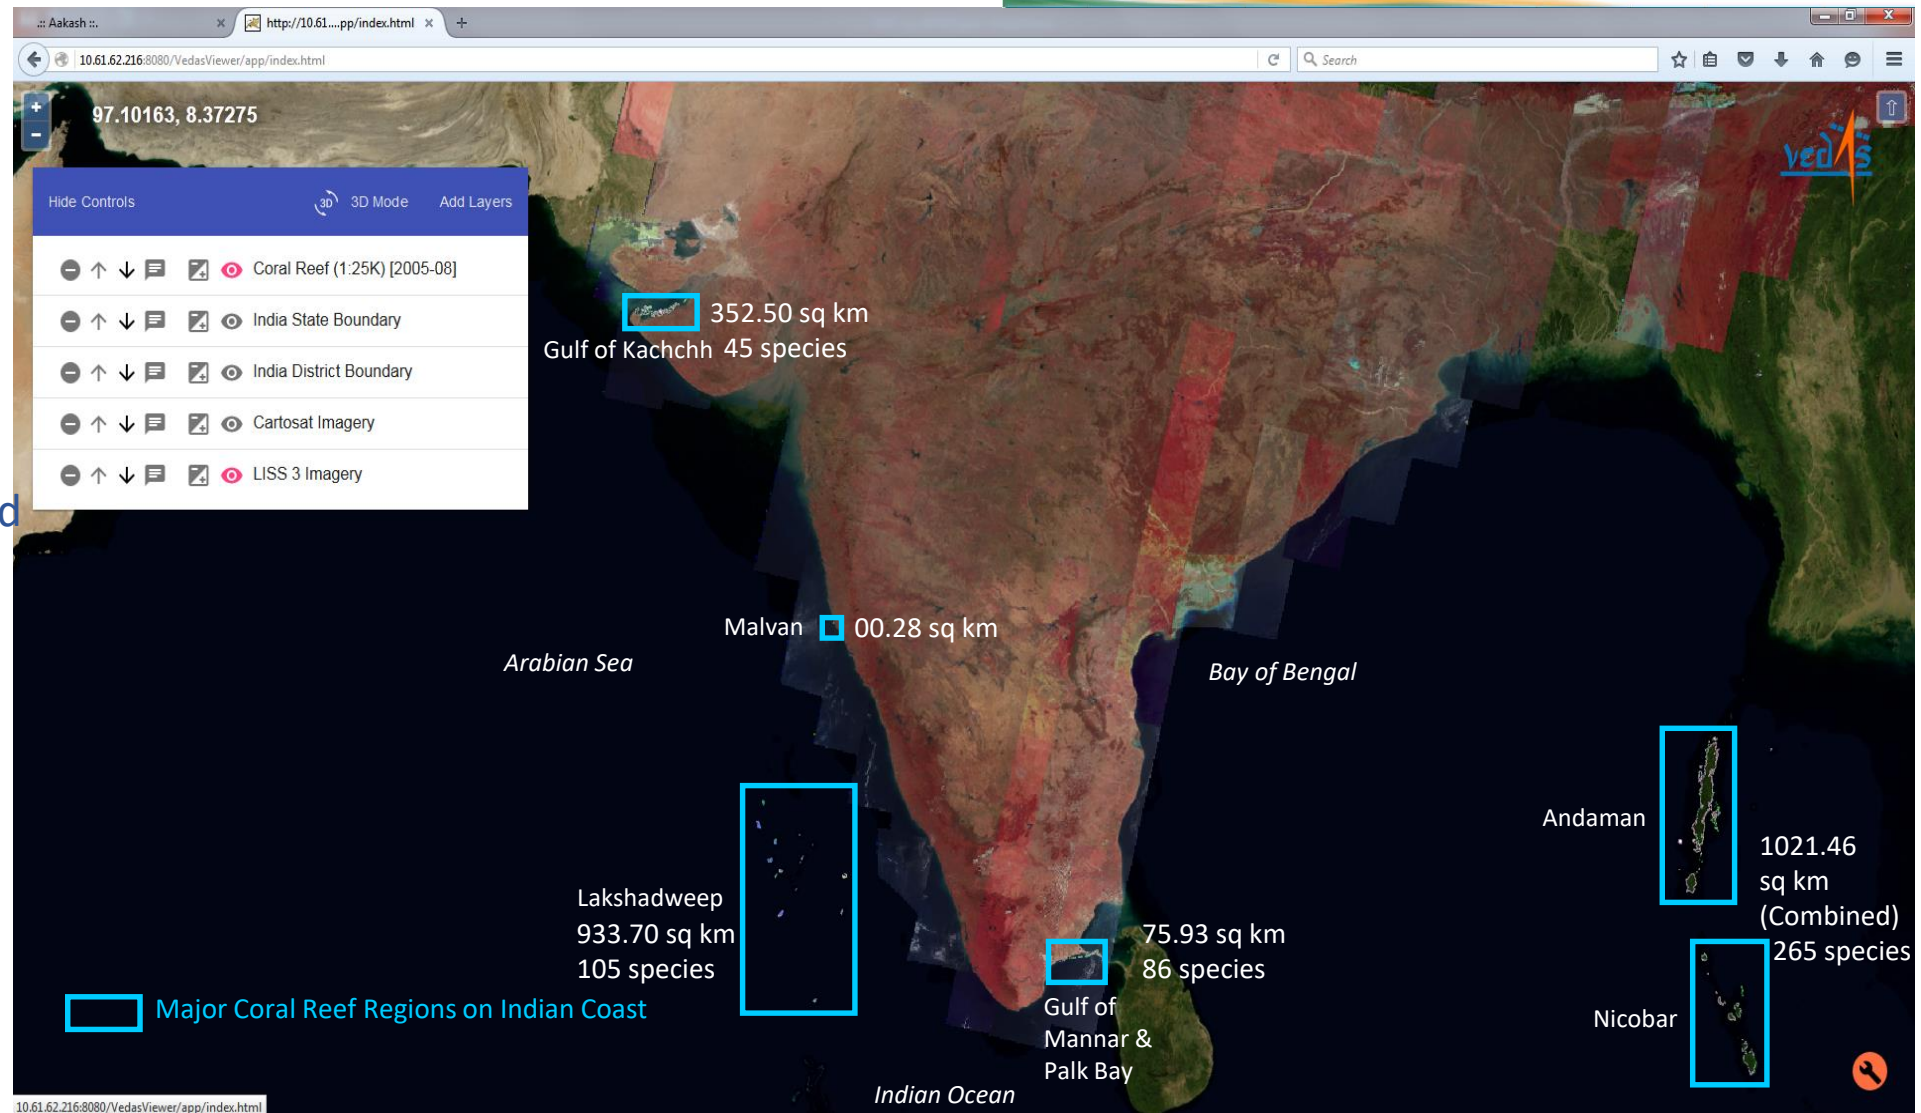 .:: Aakash ::.
http://10.61....pp/index.html
10.61.62.216:8080/VedasViewer/app/index.html
Search
97.10163, 8.37275
vedas
Hide Controls
3D
3D Mode
Add Layers
Coral Reef (1:25K) [2005-08]
India State Boundary
India District Boundary
Cartosat Imagery
LISS 3 Imagery
d
352.50 sq km
Gulf of Kachchh 45 species
Malvan
00.28 sq km
Arabian Sea
Bay of Bengal
Andaman
1021.46
sq km
(Combined)
265 species
Lakshadweep
933.70 sq km
105 species
75.93 sq km
86 species
Gulf of
Mannar &
Palk Bay
Nicobar
Major Coral Reef Regions on Indian Coast
Indian Ocean
10.61.62.216:8080/VedasViewer/app/index.html